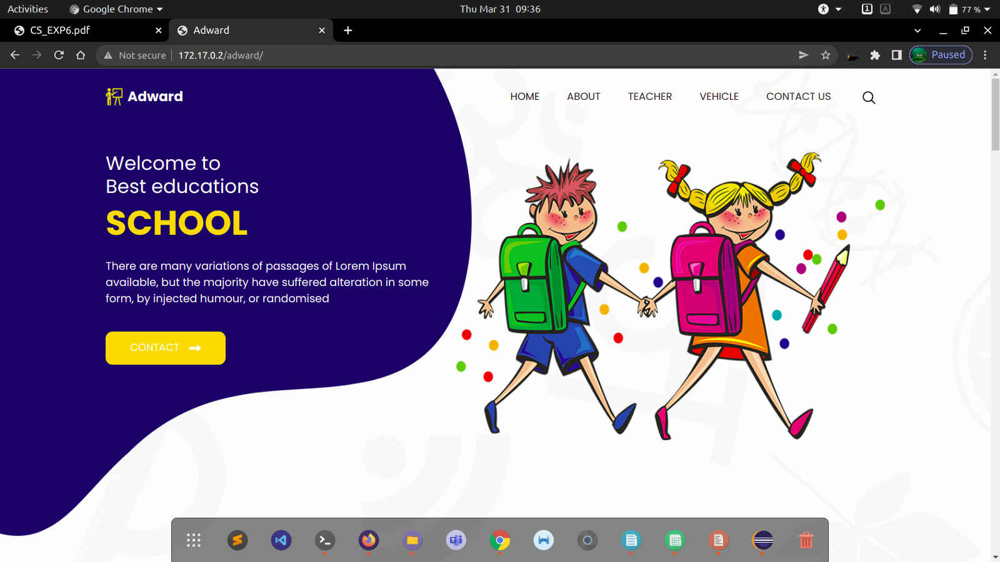 Activities
Google Chrome
Thu Mar 31 09:36
1
A
77 %
CS_EXP6.pdf
Adward
Not secure
172.17.0.2/adward/
Paused
Adward
HOME
ABOUT
TEACHER
VEHICLE
CONTACT US
Welcome to
Best educations
SCHOOL
There are many variations of passages of Lorem Ipsum
available, but the majority have suffered alteration in some
form, by injected humour, or randomised
CONTACT